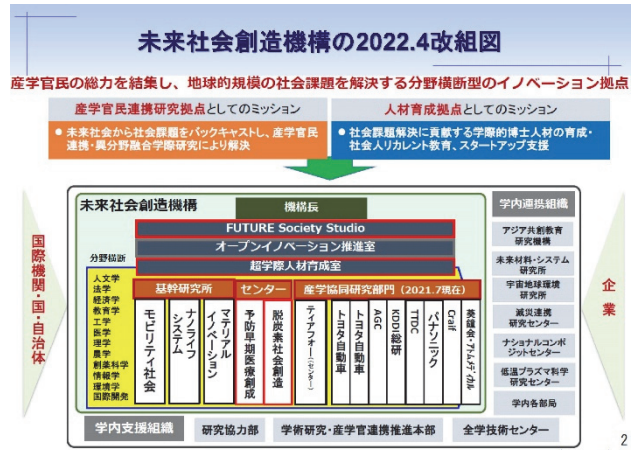 未来社会創造機構の2022.4改組図
産学官民の総力を結集し、地球的規模の社会課題を解決する分野横断型のイノベーション拠点
産学官民連携研究拠点としてのミッション
● 未来社会から社会課題をバックキャストし、産学官民
連携・異分野融合学際研究により解決
人材育成拠点としてのミッション
● 社会課題解決に貢献する学際的博士人材の育成・
社会人リカレント教育、スタートアップ支援
国際機関・国・自治体
未来社会創造機構
機構長
FUTURE Society Studio
オープンイノベーション推進室
超学際人材育成室
分野横断
人文学
法学
経済学
教育学
工学
医学
理学
農学
創薬科学
情報学
環境学
国際開発
基幹研究所
モビリティ社会
ナノライフ
システム
マテリアル
イノベーション
センター
予防早期医療創成
脱炭素社会創造
産学協同研究部門（2021.7現在）
ティアフォー（センター）
トヨタ自動車
トヨタ自動車
AGC
KDDI総研
TTDC
パナソニック
Craif
葵鐘会・アトムメディカル
学内連携組織
アジア共創教育
研究機構
未来材料・システム
研究所
宇宙地球環境
研究所
減災連携
研究センター
ナショナルコンポ
ジットセンター
低温プラズマ科学
研究センター
学内各部局
企業
学内支援組織
研究協力部
学術研究・産学官連携推進本部
全学技術センター
2